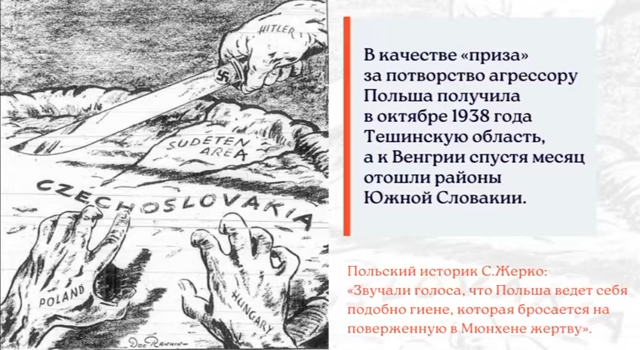 HITLER
SUDETEN
AREA
CZECHOSLOVAKIA
POLAND
HUNGARY
В качестве «приза»
за потворство агрессору
Польша получила
в октябре 1938 года
Тешинскую область,
а к Венгрии спустя месяц
отошли районы
Южной Словакии.
Польский историк С.Жерко:
«Звучали голоса, что Польша ведет себя
подобно гиене, которая бросается на
поверженную в Мюнхене жертву».